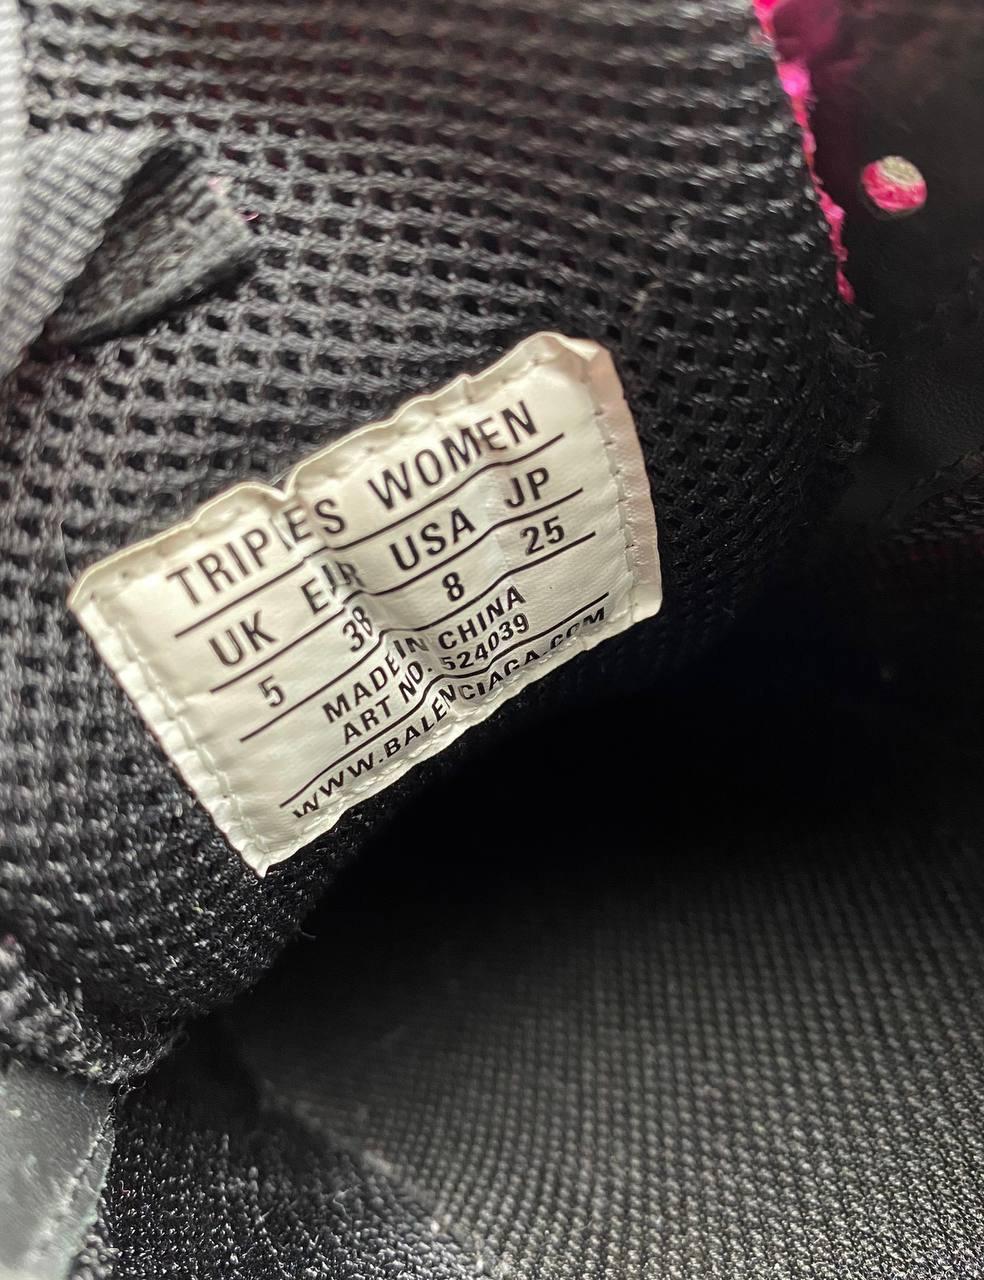 TRIPLES WOMEN
UK EUR USA JP
5 38 8 25
MADE IN CHINA
ART NO. 524039
WWW.BALENCIAGA.COM